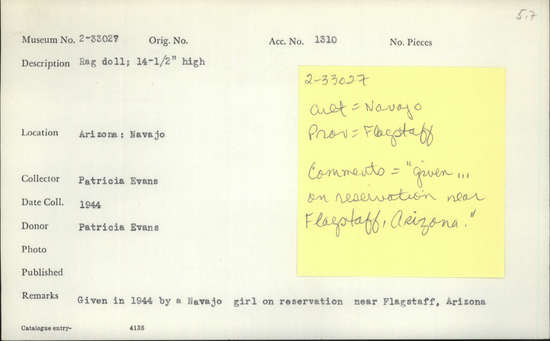 5.7
Museum No. 2-33027 Orig. No. Acc. No. 1310 No. Pieces
Description Rag doll; 14-1/2" high
Location Arizona: Navajo
Collector Patricia Evans
Date Coll. 1944
Donor Patricia Evans
Photo
Published
Remarks Given in 1944 by a Navajo girl on reservation near Flagstaff, Arizona
Catalogue entry- 4136
2-33027
Cult = Navajo
Prov = Flagstaff
Comments = "given...
on reservation near
Flagstaff, Arizona."